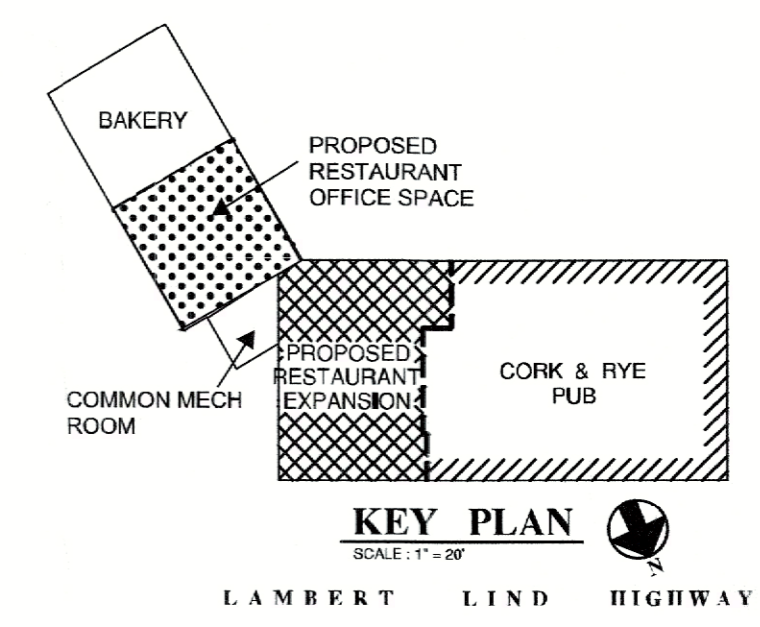 BAKERY
PROPOSED
RESTAURANT
OFFICE SPACE
PROPOSED
RESTAURANT
EXPANSION
CORK & RYE
PUB
COMMON MECH
ROOM
KEY PLAN
SCALE : 1" = 20'
N
LAMBERT LIND HIGHWAY